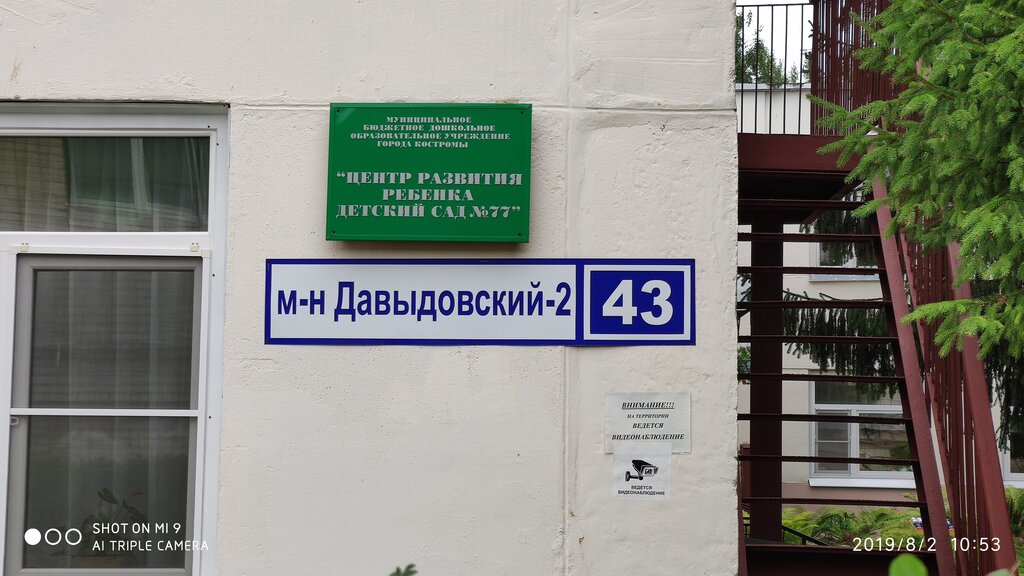 МУНИЦИПАЛЬНОЕ
БЮДЖЕТНОЕ ДОШКОЛЬНОЕ
ОБРАЗОВАТЕЛЬНОЕ УЧРЕЖДЕНИЕ
ГОРОДА КОСТРОМЫ
“ЦЕНТР РАЗВИТИЯ
РЕБЕНКА
ДЕТСКИЙ САД №77”
м-н Давыдовский-2 43
ВНИМАНИЕ!!!
НА ТЕРРИТОРИИ
ВЕДЕТСЯ
ВИДЕОНАБЛЮДЕНИЕ
ВЕДЕТСЯ
ВИДЕОНАБЛЮДЕНИЕ
SHOT ON MI 9
AI TRIPLE CAMERA
2019/8/2 10:53